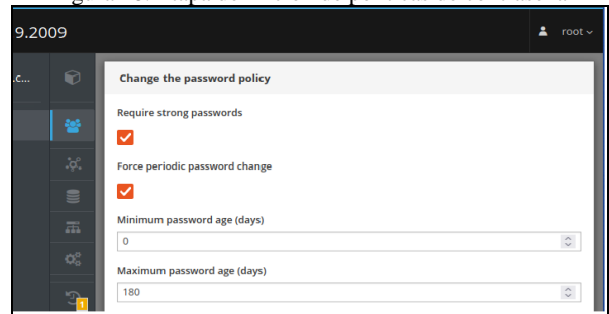 9.2009
root
.c...
Change the password policy
Require strong passwords
Force periodic password change
Minimum password age (days)
0
Maximum password age (days)
180
1